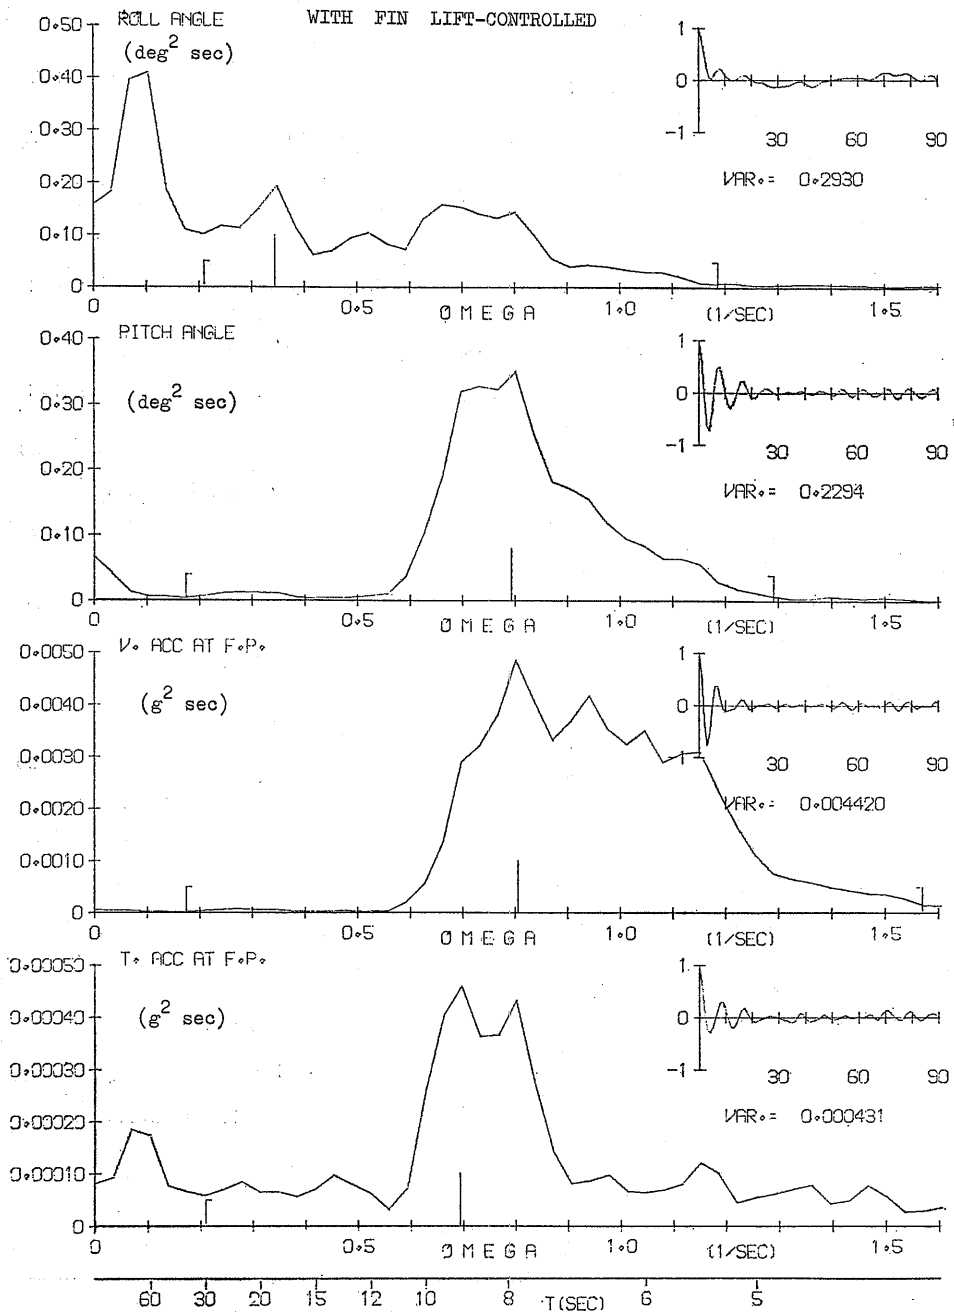 WITH FIN LIFT-CONTROLLED
ROLL ANGLE
(deg² sec)
0.50
0.40
0.30
0.20
0.10
0
0 0.5 1.0 1.5
OMEGA (1/SEC)
1
0
-1
30 60 90
VAR.= 0.2930
PITCH ANGLE
(deg² sec)
0.40
0.30
0.20
0.10
0
0 0.5 1.0 1.5
OMEGA (1/SEC)
1
0
-1
30 60 90
VAR.= 0.2294
V. ACC AT F.P.
(g² sec)
0.0050
0.0040
0.0030
0.0020
0.0010
0
0 0.5 1.0 1.5
OMEGA (1/SEC)
1
0
-1
30 60 90
VAR.= 0.004420
T. ACC AT F.P.
(g² sec)
0.00050
0.00040
0.00030
0.00020
0.00010
0
0 0.5 1.0 1.5
OMEGA (1/SEC)
1
0
-1
30 60 90
VAR.= 0.000431
60 30 20 15 12 10 8 T(SEC) 6 5